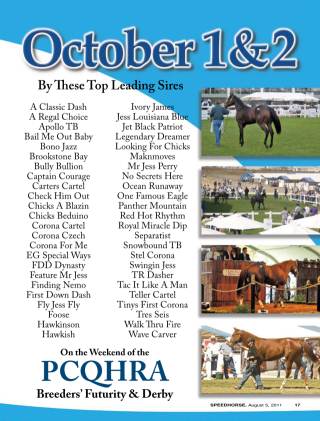 October 1&2
By These Top Leading Sires
A Classic Dash
A Regal Choice
Apollo TB
Bail Me Out Baby
Bono Jazz
Brookstone Bay
Bully Bullion
Captain Courage
Carters Cartel
Check Him Out
Chicks A Blazin
Chicks Beduino
Corona Cartel
Corona Czech
Corona For Me
EG Special Ways
FDD Dynasty
Feature Mr Jess
Finding Nemo
First Down Dash
Fly Jess Fly
Foose
Hawkinson
Hawkish
Ivory James
Jess Louisiana Blue
Jet Black Patriot
Legendary Dreamer
Looking For Chicks
Maknmoves
Mr Jess Perry
No Secrets Here
Ocean Runaway
One Famous Eagle
Panther Mountain
Red Hot Rhythm
Royal Miracle Dip
Separatist
Snowbound TB
Stel Corona
Swingin Jess
TR Dasher
Tac It Like A Man
Teller Cartel
Tinys First Corona
Tres Seis
Walk Thru Fire
Wave Carver
On the Weekend of the
PCQHRA
Breeders' Futurity & Derby
SPEEDHORSE, August 5, 2011 17